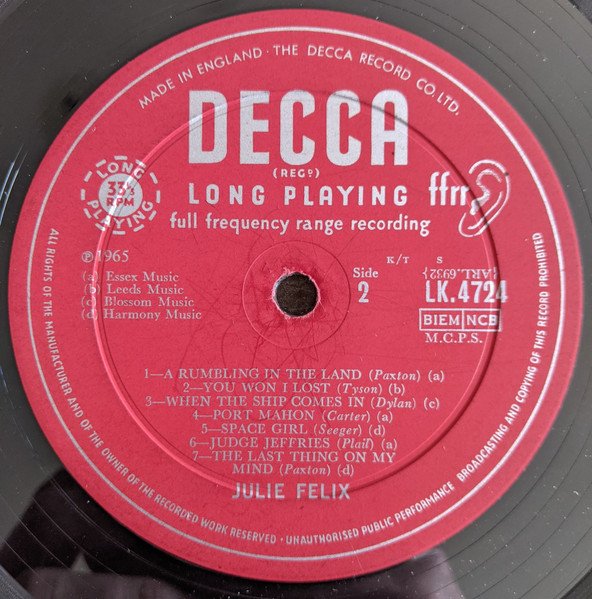 MADE IN ENGLAND · THE DECCA RECORD CO. LTD.
DECCA
(REGD)
LONG PLAYING
ffrr
full frequency range recording
LONG
33⅓
RPM
PLAYING
℗1965
(a) Essex Music
(b) Leeds Music
(c) Blossom Music
(d) Harmony Music
K/T S
{ARL.6932}
Side
2
LK.4724
BIEM NCB
M.C.P.S.
1—A RUMBLING IN THE LAND (Paxton) (a)
2—YOU WON I LOST (Tyson) (b)
3—WHEN THE SHIP COMES IN (Dylan) (c)
4—PORT MAHON (Carter) (a)
5—SPACE GIRL (Seeger) (d)
6—JUDGE JEFFRIES (Plail) (a)
7—THE LAST THING ON MY
MIND (Paxton) (d)
JULIE FELIX
ALL RIGHTS OF THE MANUFACTURER AND OF THE OWNER OF THE RECORDED WORK RESERVED · UNAUTHORISED PUBLIC PERFORMANCE BROADCASTING AND COPYING OF THIS RECORD PROHIBITED